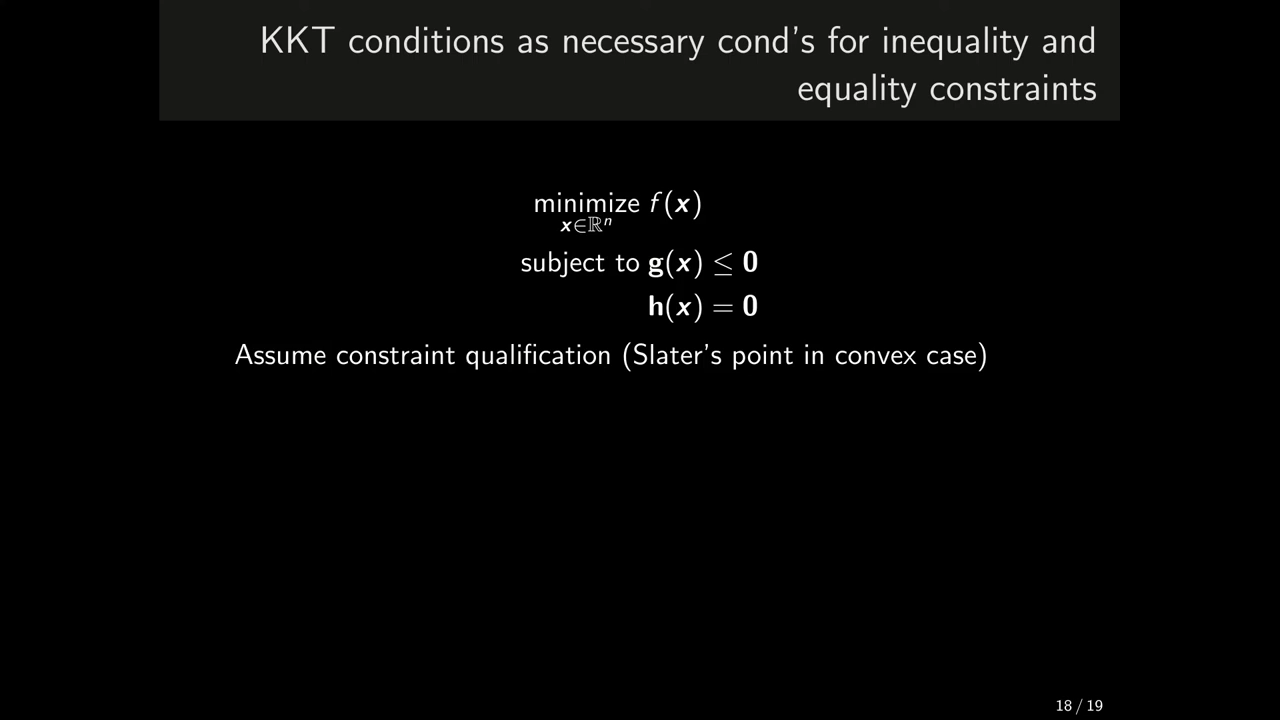 KKT conditions as necessary cond's for inequality and
equality constraints
minimize f(x)
x∈ℝⁿ
subject to g(x) ≤ 0
h(x) = 0
Assume constraint qualification (Slater's point in convex case)
18 / 19